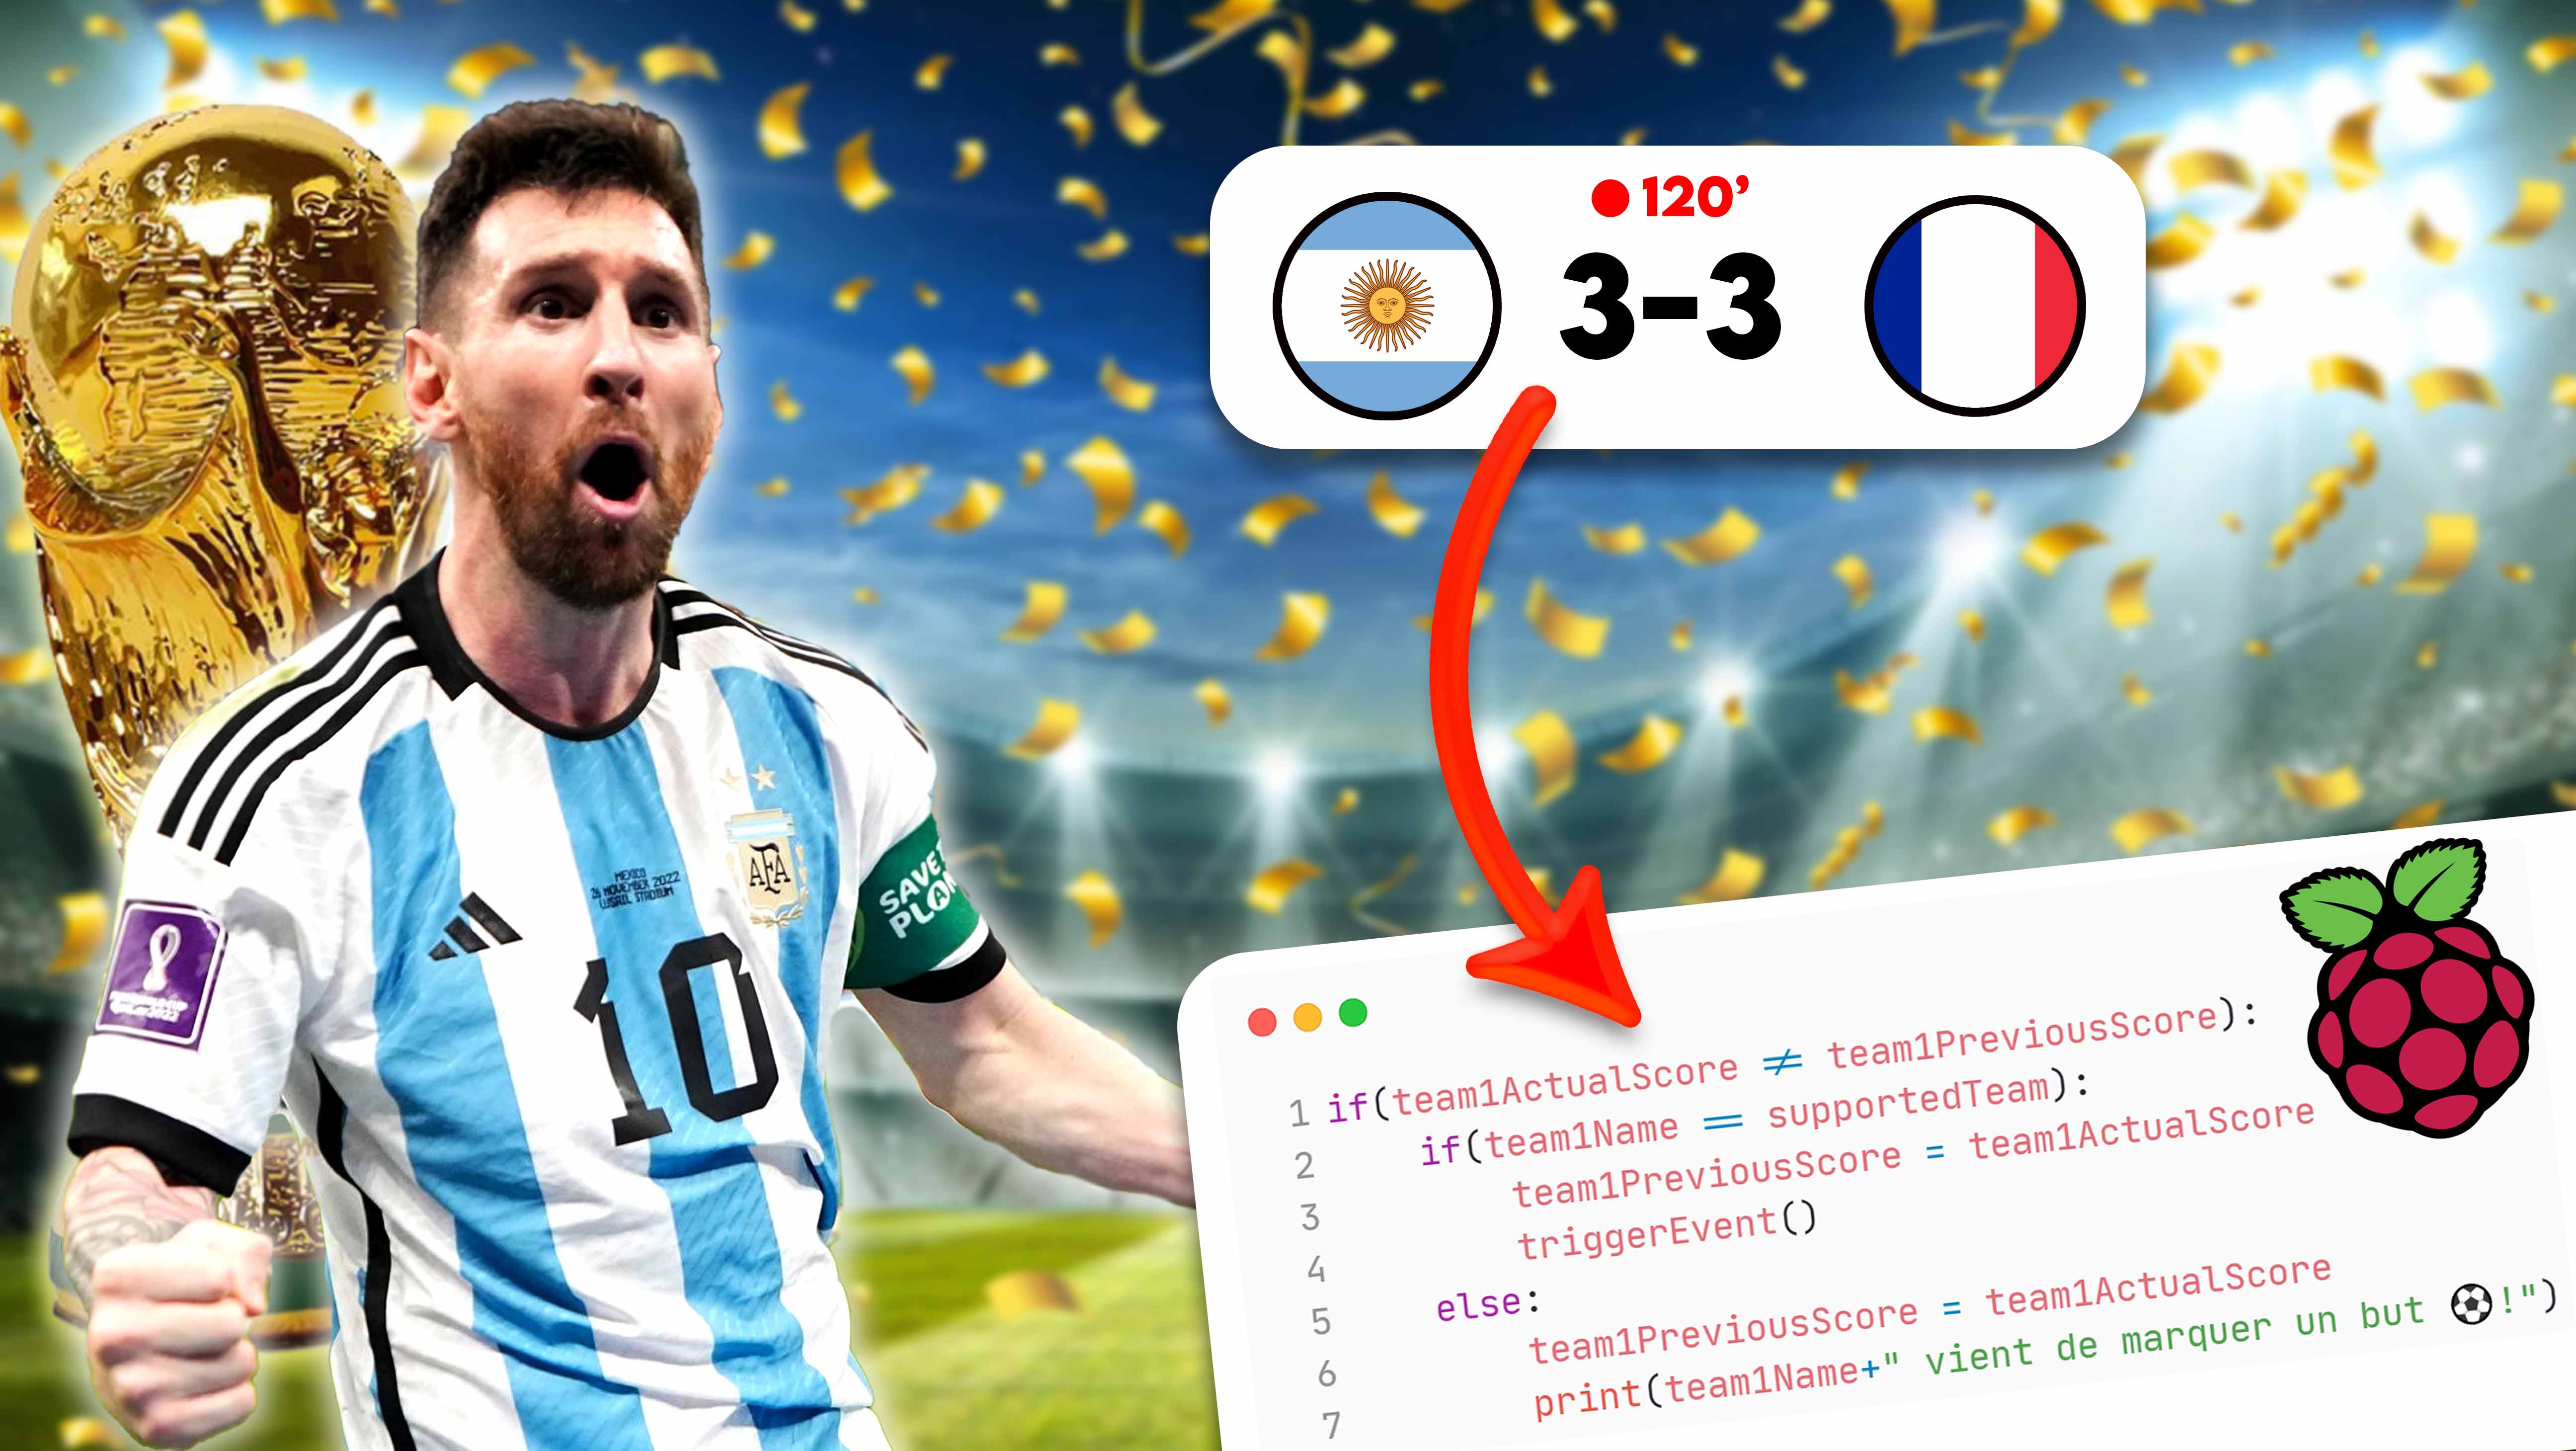 120’
3-3
MEXICO
26 NOVEMBER 2022
LUSAIL STADIUM
AFA
SAVE
PLAN
10
1 if(team1ActualScore ≠ team1PreviousScore):
2 if(team1Name == supportedTeam):
3 team1PreviousScore = team1ActualScore
4 triggerEvent()
5 else:
6 team1PreviousScore = team1ActualScore
7 print(team1Name+" vient de marquer un but ⚽!")